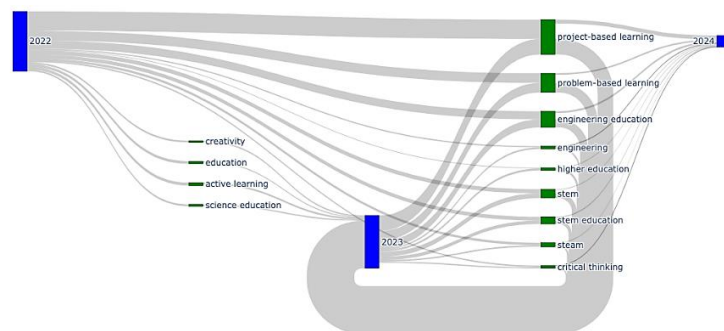 2022
creativity
education
active learning
science education
2023
project-based learning
problem-based learning
engineering education
engineering
higher education
stem
stem education
steam
critical thinking
2024